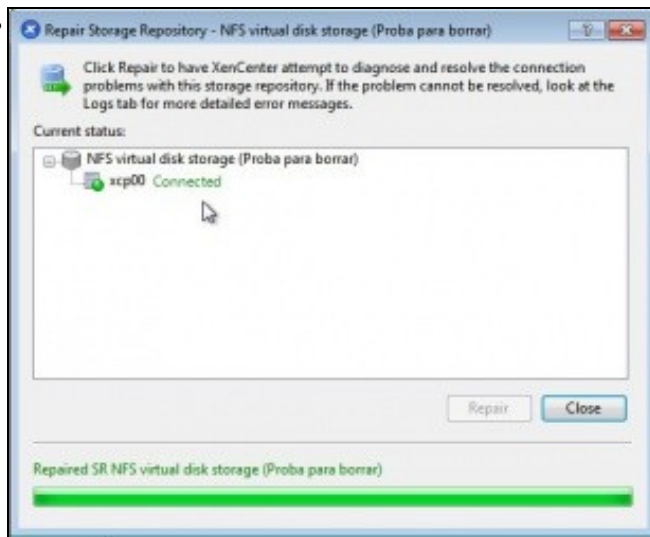 Repair Storage Repository - NFS virtual disk storage (Proba para borrar)
Click Repair to have XenCenter attempt to diagnose and resolve the connection
problems with this storage repository. If the problem cannot be resolved, look at the
Logs tab for more detailed error messages.
Current status:
NFS virtual disk storage (Proba para borrar)
xcp00 Connected
Repair Close
Repaired SR NFS virtual disk storage (Proba para borrar)